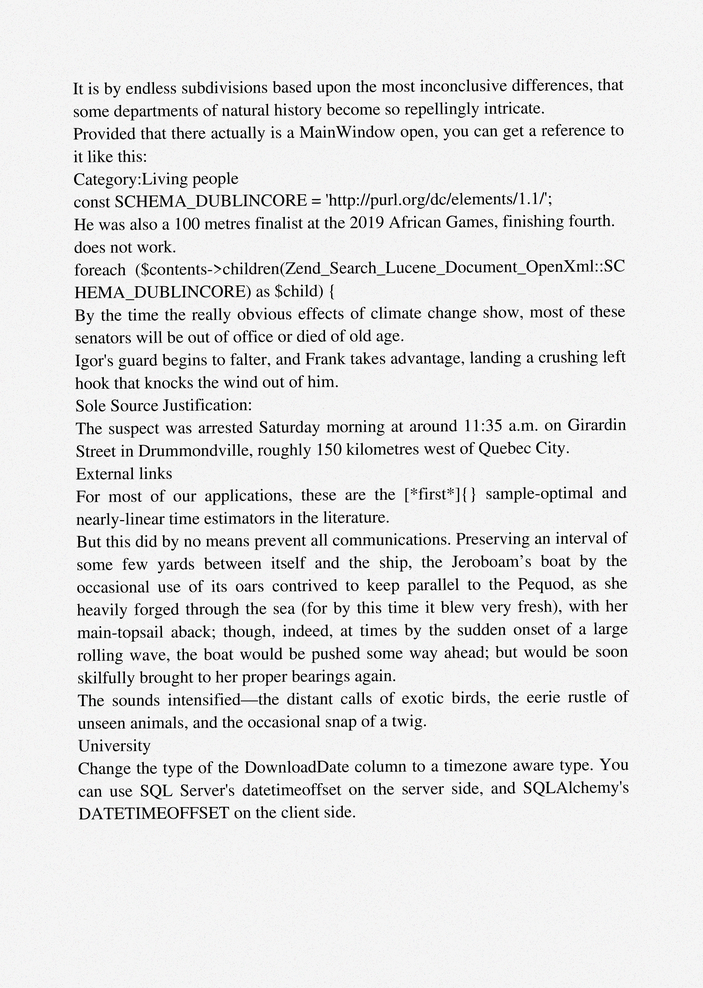 It is by endless subdivisions based upon the most inconclusive differences, that
some departments of natural history become so repellingly intricate.
Provided that there actually is a MainWindow open, you can get a reference to
it like this:
Category:Living people
const SCHEMA_DUBLINCORE = 'http://purl.org/dc/elements/1.1/';
He was also a 100 metres finalist at the 2019 African Games, finishing fourth.
does not work.
foreach ($contents->children(Zend_Search_Lucene_Document_OpenXml::SC
HEMA_DUBLINCORE) as $child) {
By the time the really obvious effects of climate change show, most of these
senators will be out of office or died of old age.
Igor's guard begins to falter, and Frank takes advantage, landing a crushing left
hook that knocks the wind out of him.
Sole Source Justification:
The suspect was arrested Saturday morning at around 11:35 a.m. on Girardin
Street in Drummondville, roughly 150 kilometres west of Quebec City.
External links
For most of our applications, these are the [*first*]{} sample-optimal and
nearly-linear time estimators in the literature.
But this did by no means prevent all communications. Preserving an interval of
some few yards between itself and the ship, the Jeroboam’s boat by the
occasional use of its oars contrived to keep parallel to the Pequod, as she
heavily forged through the sea (for by this time it blew very fresh), with her
main-topsail aback; though, indeed, at times by the sudden onset of a large
rolling wave, the boat would be pushed some way ahead; but would be soon
skilfully brought to her proper bearings again.
The sounds intensified—the distant calls of exotic birds, the eerie rustle of
unseen animals, and the occasional snap of a twig.
University
Change the type of the DownloadDate column to a timezone aware type. You
can use SQL Server's datetimeoffset on the server side, and SQLAlchemy's
DATETIMEOFFSET on the client side.